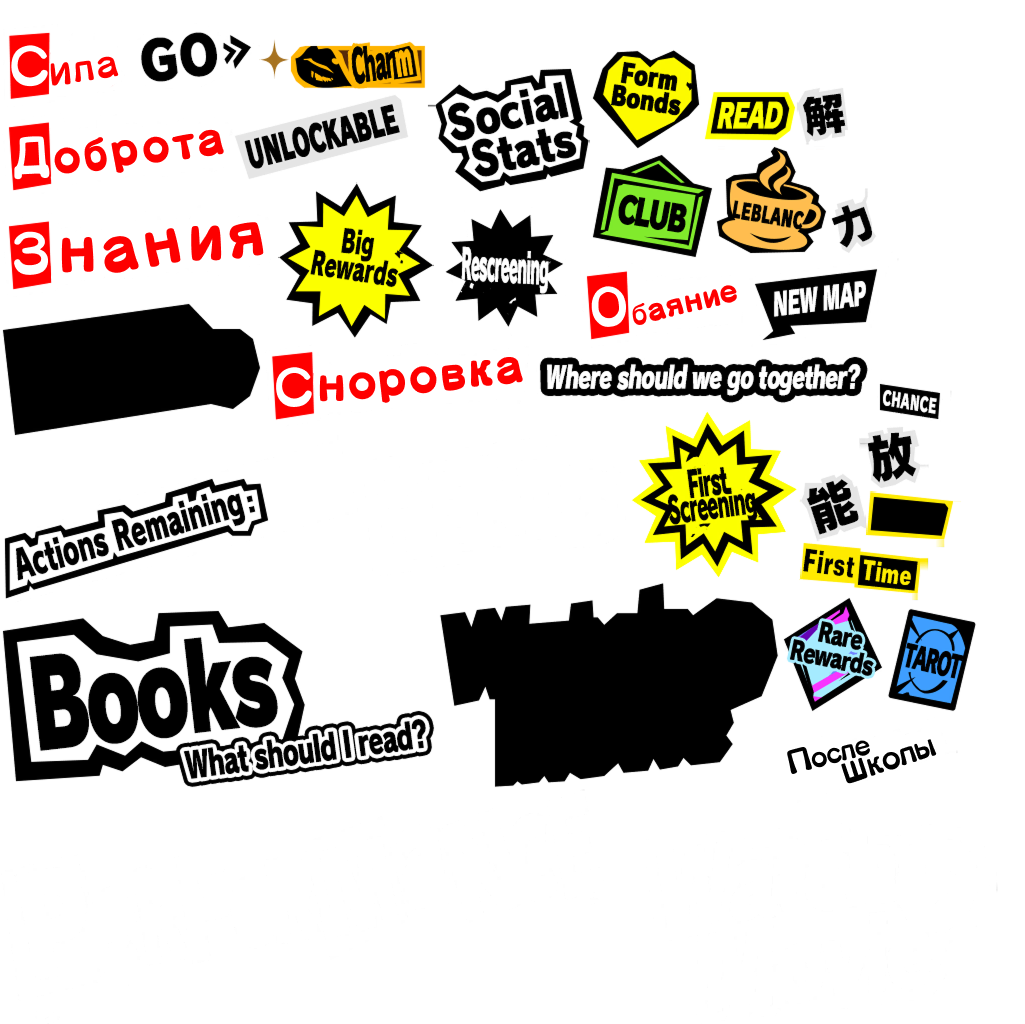 Сила
GO»
Charm
Доброта
UNLOCKABLE
Social
Stats
Form
Bonds
READ
解
Знания
Big
Rewards
Rescreening
CLUB
LEBLANC
力
Обаяние
NEW MAP
Сноровка
Where should we go together?
CHANCE
First
Screening
放
能
Actions Remaining:
First Time
Books
What should I read?
Rare
Rewards
TAROT
После
Школы